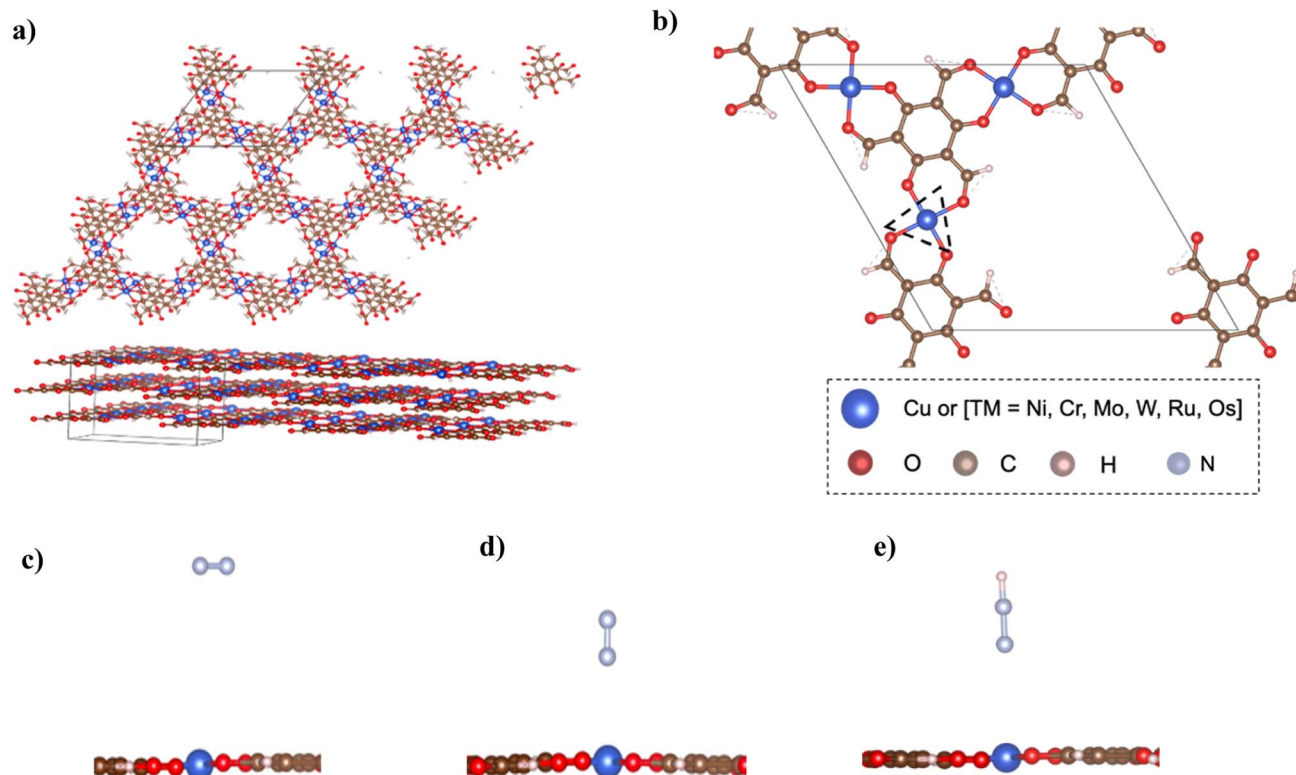 a)
b)
Cu or [TM = Ni, Cr, Mo, W, Ru, Os]
O C H N
c)
d)
e)